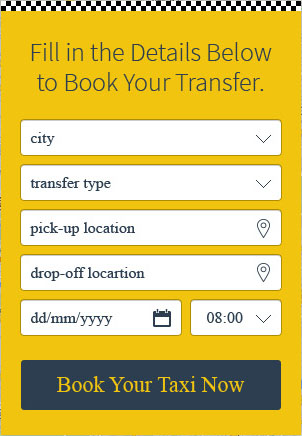 Fill in the Details Below
to Book Your Transfer.
city
transfer type
pick-up location
drop-off locartion
dd/mm/yyyy 08:00
Book Your Taxi Now